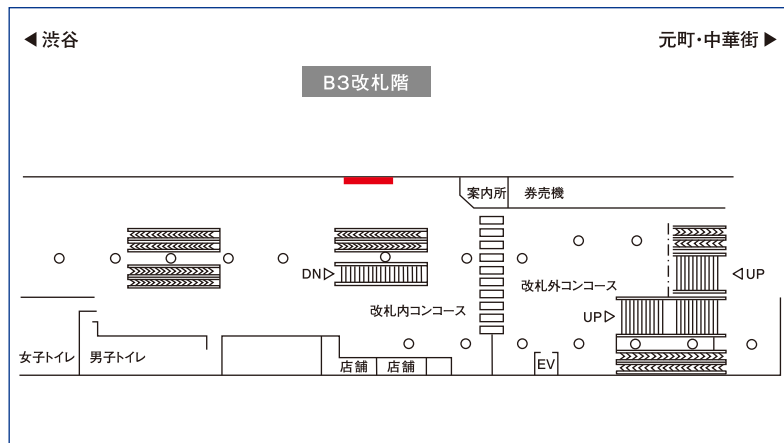 ◀渋谷
元町・中華街▶
B3改札階
案内所
券売機
DN
改札外コンコース
UP
改札内コンコース
UP
女子トイレ
男子トイレ
店舗
店舗
EV